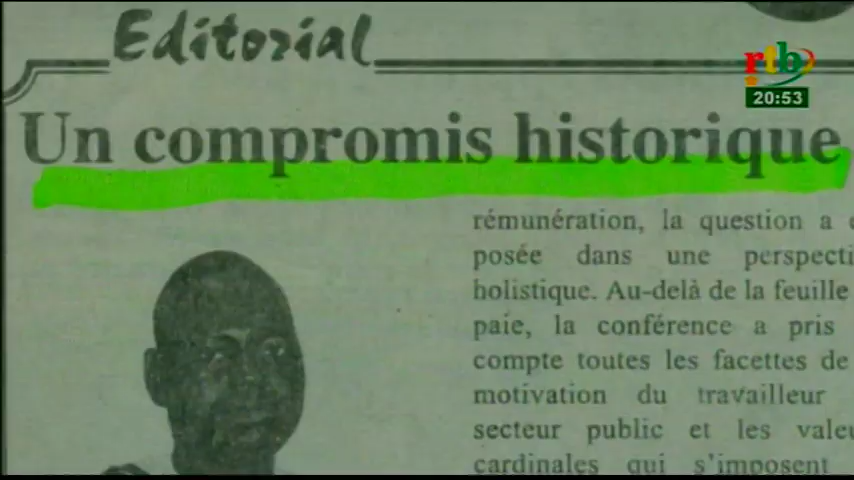 Editorial
rtb
20:53
Un compromis historique
rémunération, la question a
posée dans une
holistique. Au-delà de la feuille
paie, la conférence a pris
compte toutes les facettes de
motivation du travailleur
secteur public et les
cardinales qui s'imposent